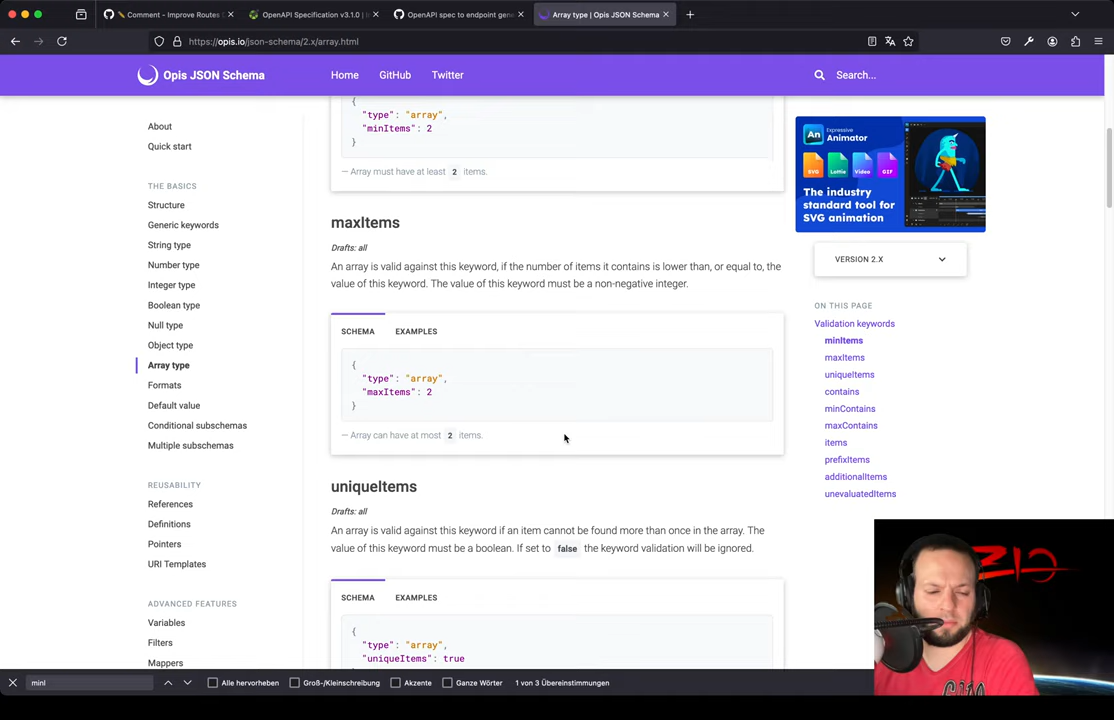 ✏️ Comment - Improve Routes
OpenAPI Specification v3.1.0 | In
OpenAPI spec to endpoint gene
Array type | Opis JSON Schema
https://opis.io/json-schema/2.x/array.html
Opis JSON Schema
Home
GitHub
Twitter
Search...
About
Quick start
THE BASICS
Structure
Generic keywords
String type
Number type
Integer type
Boolean type
Null type
Object type
Array type
Formats
Default value
Conditional subschemas
Multiple subschemas
REUSABILITY
References
Definitions
Pointers
URI Templates
ADVANCED FEATURES
Variables
Filters
Mappers
{
"type": "array",
"minItems": 2
}
— Array must have at least 2 items.
maxItems
Drafts: all
An array is valid against this keyword, if the number of items it contains is lower than, or equal to, the
value of this keyword. The value of this keyword must be a non-negative integer.
SCHEMA
EXAMPLES
{
"type": "array",
"maxItems": 2
}
— Array can have at most 2 items.
uniqueItems
Drafts: all
An array is valid against this keyword if an item cannot be found more than once in the array. The
value of this keyword must be a boolean. If set to false the keyword validation will be ignored.
SCHEMA
EXAMPLES
{
"type": "array",
"uniqueItems": true
An
Expressive
Animator
SVG
Lottie
Video
GIF
The industry
standard tool for
SVG animation
VERSION 2.X
ON THIS PAGE
Validation keywords
minItems
maxItems
uniqueItems
contains
minContains
maxContains
items
prefixItems
additionalItems
unevaluatedItems
ZIO
minI
Alle hervorheben
Groß-/Kleinschreibung
Akzente
Ganze Wörter
1 von 3 Übereinstimmungen